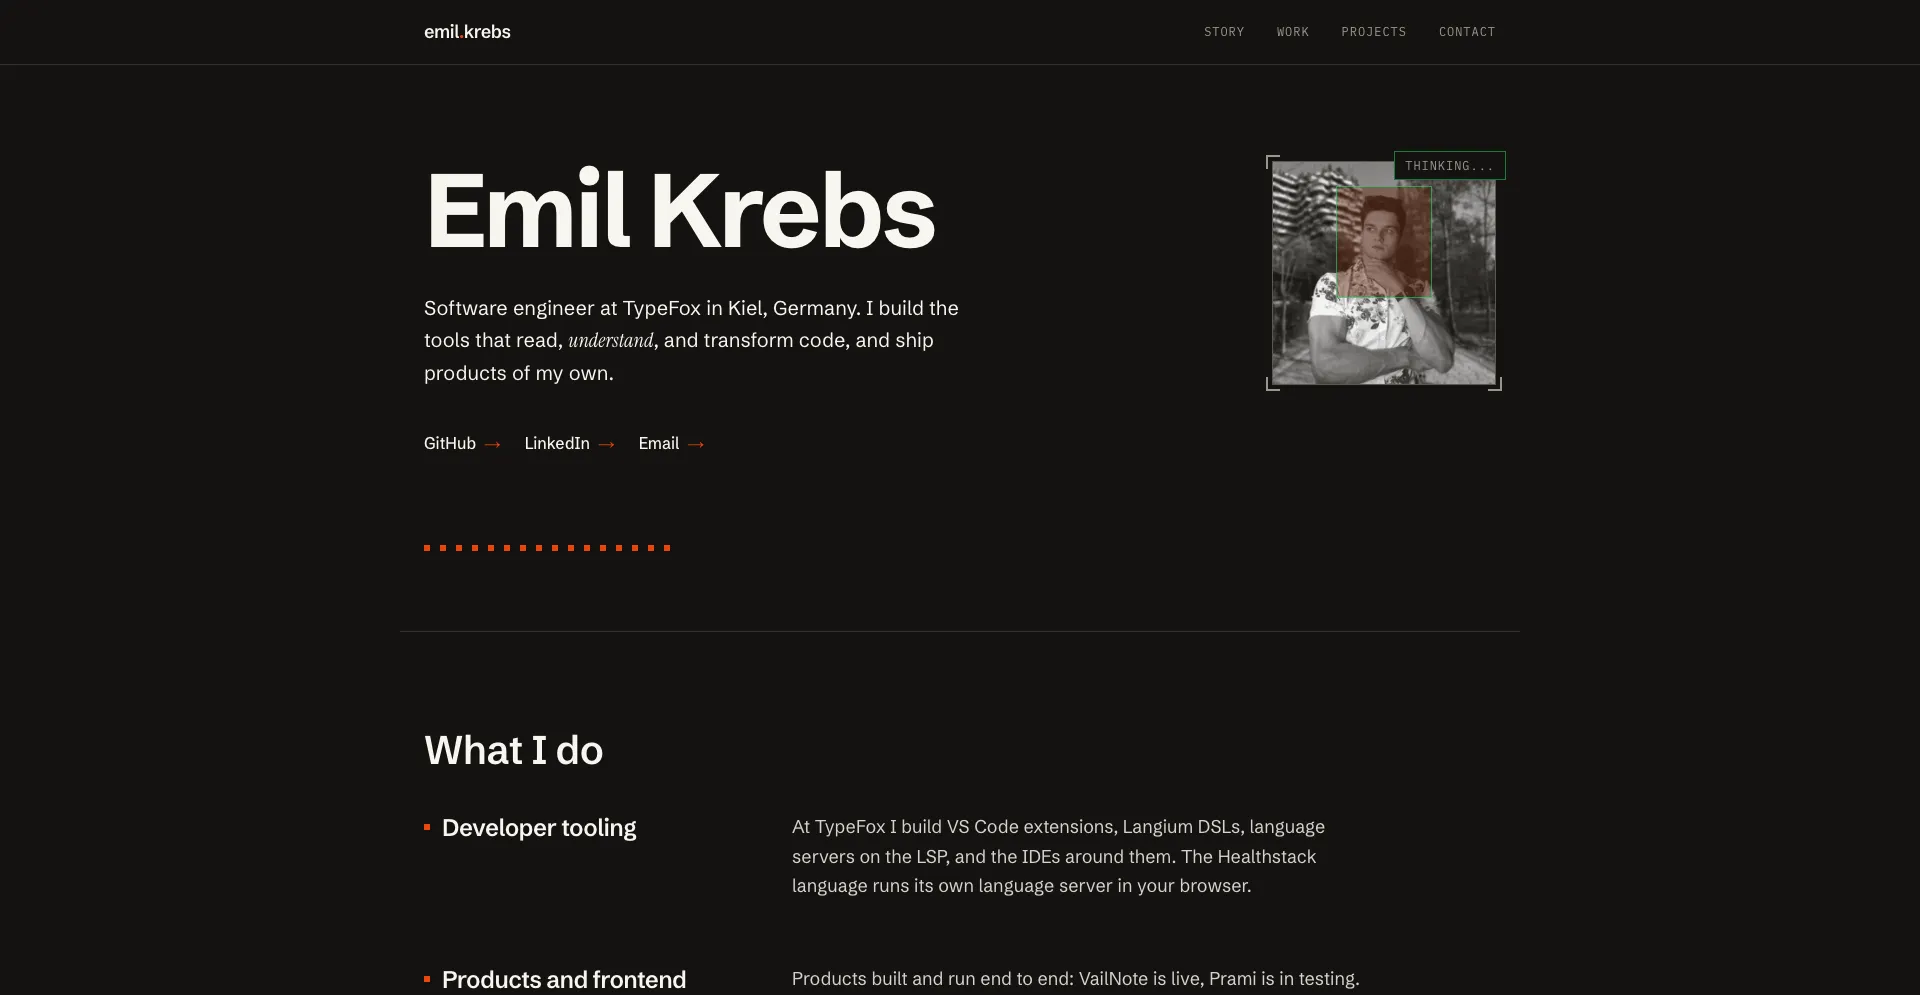 emil.krebs
STORY WORK PROJECTS CONTACT
THINKING...
Emil Krebs
Software engineer at TypeFox in Kiel, Germany. I build the
tools that read, understand, and transform code, and ship
products of my own.
GitHub → LinkedIn → Email →
What I do
Developer tooling
At TypeFox I build VS Code extensions, Langium DSLs, language
servers on the LSP, and the IDEs around them. The Healthstack
language runs its own language server in your browser.
Products and frontend
Products built and run end to end: VailNote is live, Prami is in testing.